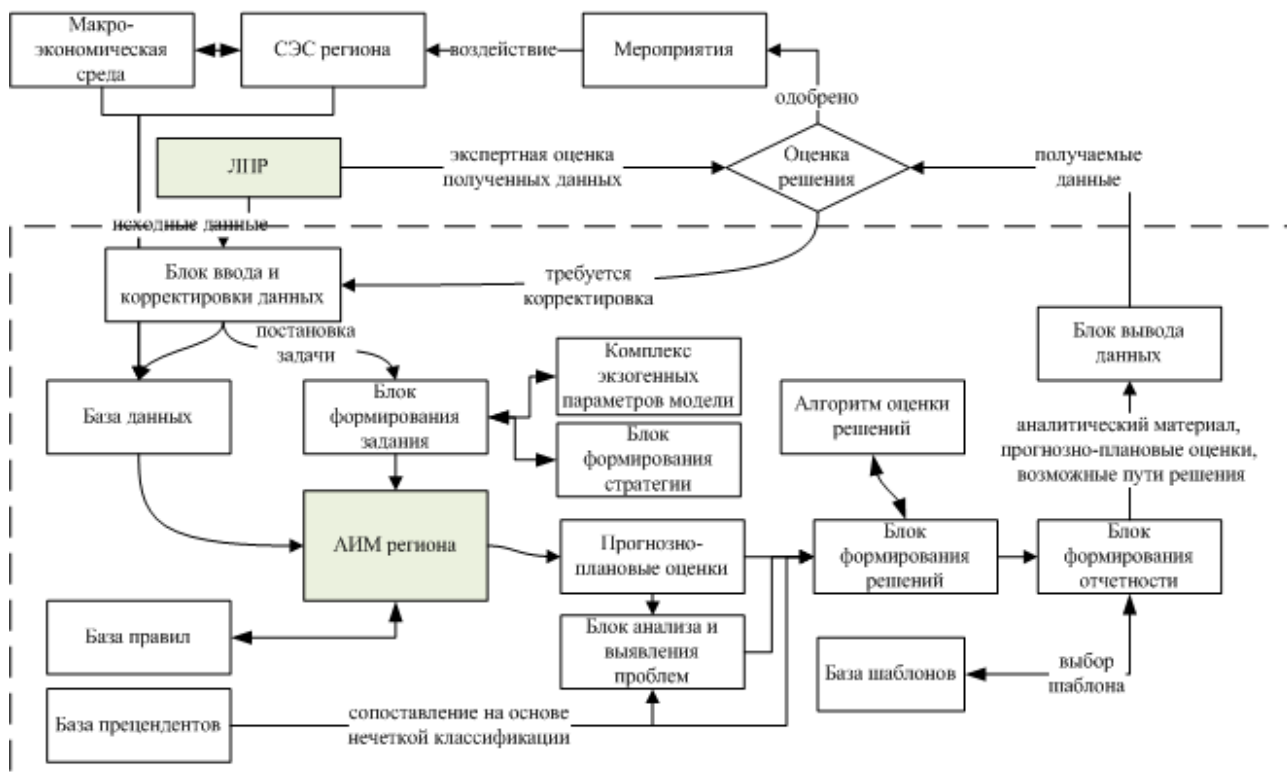 Макро-
экономическая
среда
СЭС региона
воздействие
Мероприятия
одобрено
ЛПР
экспертная оценка
полученных данных
Оценка
решения
получаемые
данные
исходные данные
Блок ввода и
корректировки данных
требуется
корректировка
постановка
задачи
Блок вывода
данных
База данных
Блок
формирования
задания
Комплекс
экзогенных
параметров модели
Блок
формирования
стратегии
Алгоритм оценки
решений
аналитический материал,
прогнозно-плановые оценки,
возможные пути решения
АИМ региона
Прогнозно-
плановые оценки
Блок
формирования
решений
Блок
формирования
отчетности
База правил
Блок анализа и
выявления
проблем
База шаблонов
выбор
шаблона
База прецендентов
сопоставление на основе
нечеткой классификации